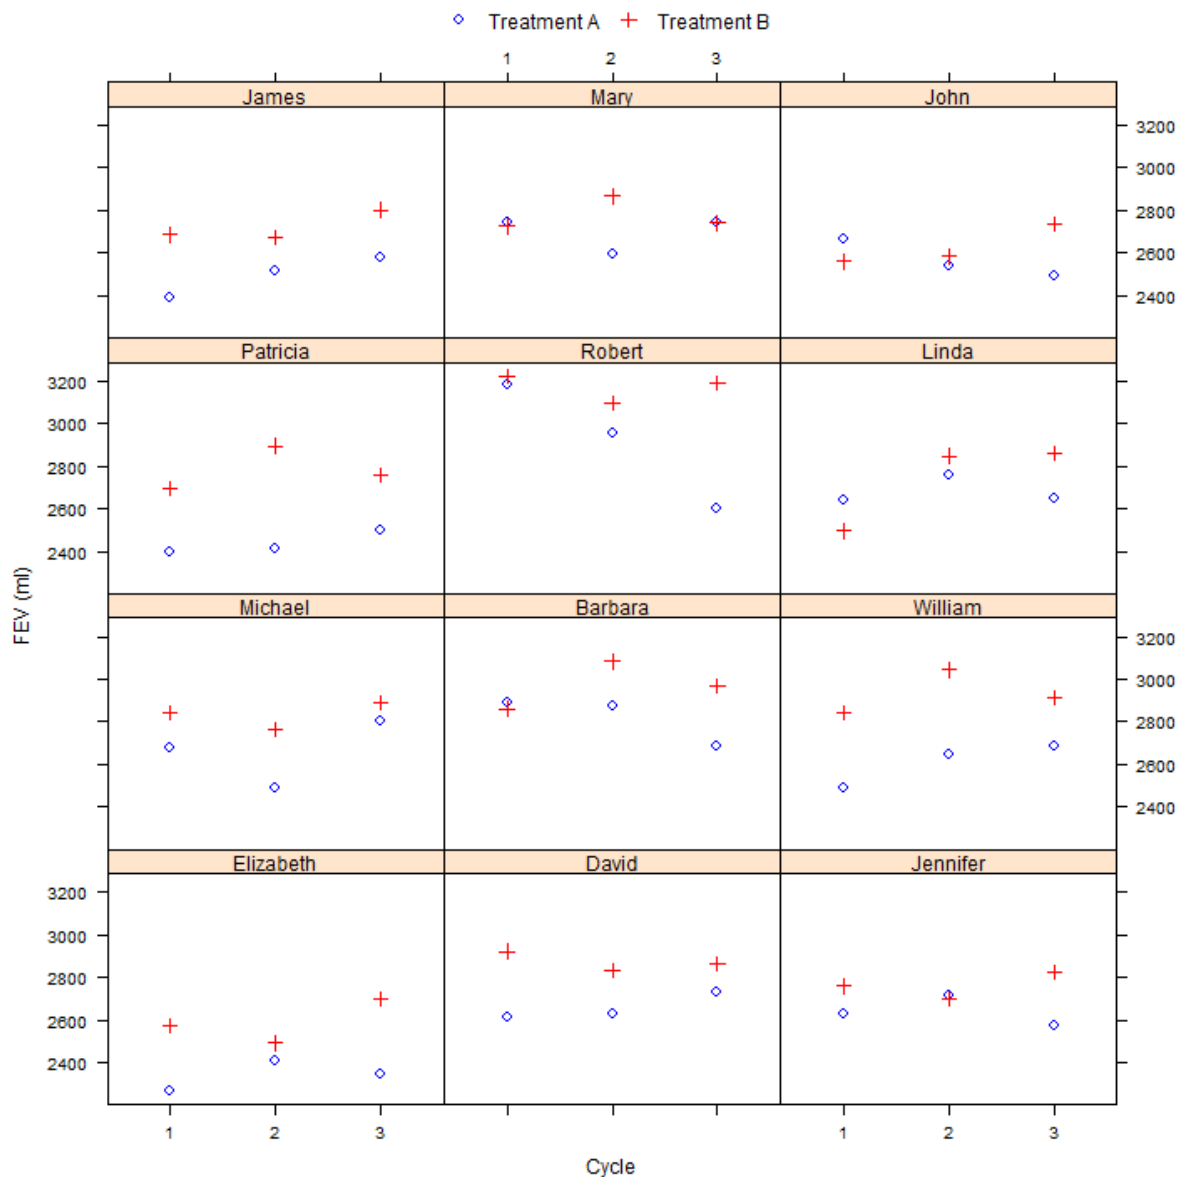 Treatment A Treatment B
1 2 3
James Mary John
3200
3000
2800
2600
2400
Patricia Robert Linda
3200
3000
2800
2600
2400
Michael Barbara William
3200
3000
2800
2600
2400
Elizabeth David Jennifer
3200
3000
2800
2600
2400
1 2 3 1 2 3
Cycle
FEV (ml)